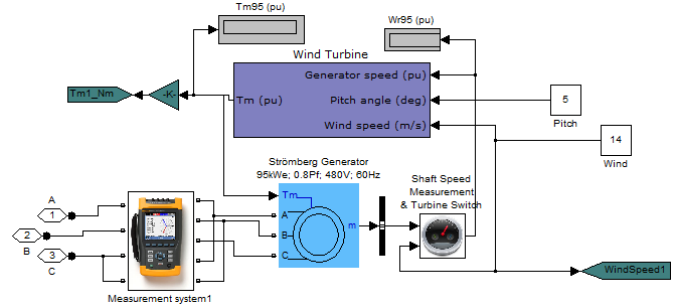 Tm95 (pu)
Wr95 (pu)
Wind Turbine
Generator speed (pu)
Tm1_Nm
-K-
Tm (pu)
Pitch angle (deg)
5
Pitch
Wind speed (m/s)
14
Wind
Strömberg Generator
95kWe; 0.8Pf; 480V; 60Hz
Shaft Speed
Measurement
& Turbine Switch
A
1
2
B
3
C
Tm
A
B
C
m
WindSpeed1
Measurement system1